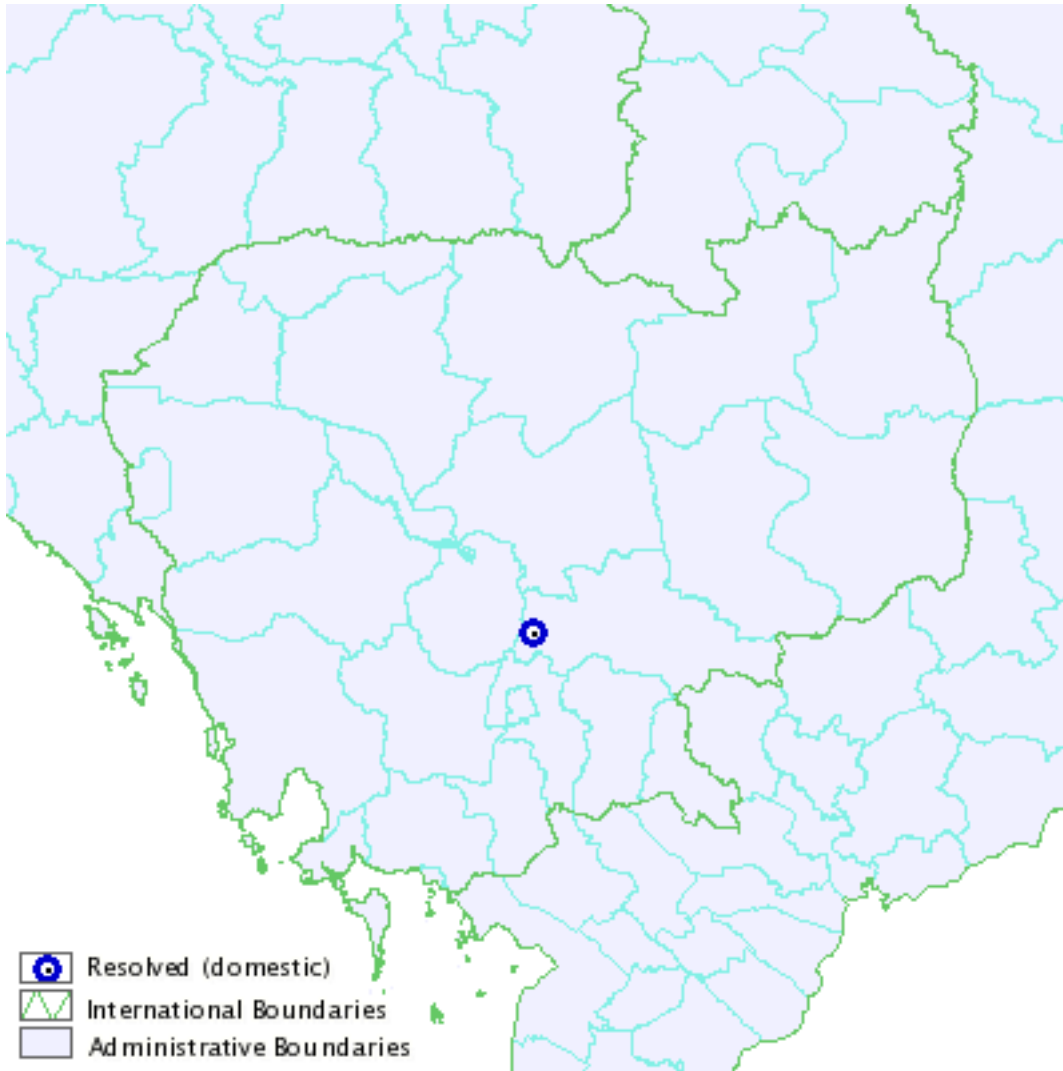 Resolved (domestic)
International Boundaries
Administrative Boundaries